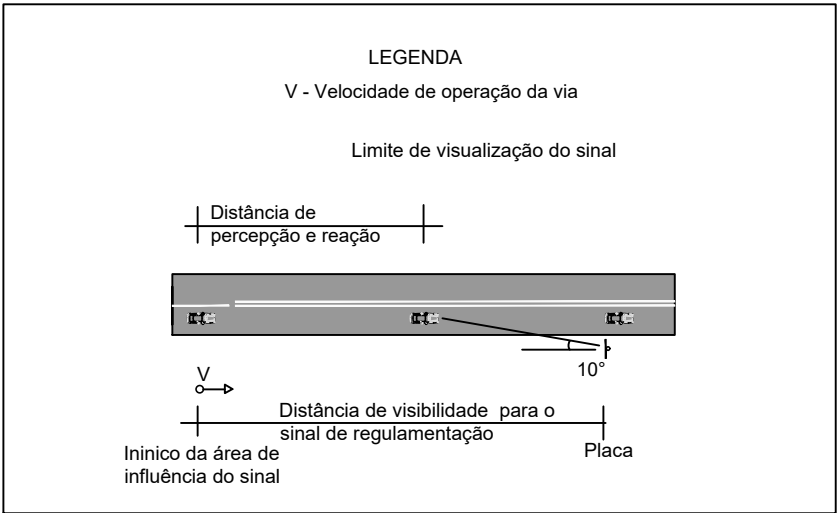 LEGENDA
V - Velocidade de operação da via
Limite de visualização do sinal
Distância de
percepção e reação
10°
V
Distância de visibilidade para o
sinal de regulamentação
Placa
Ininico da área de
influência do sinal